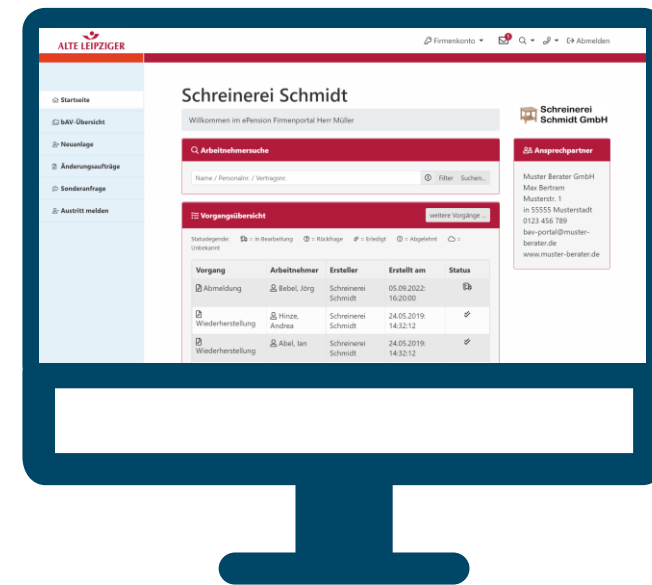 ALTE LEIPZIGER
Firmenkonto
1
Abmelden
Startseite
bAV-Übersicht
Neuanlage
Änderungsaufträge
Sonderanfrage
Austritt melden
Schreinerei Schmidt
Willkommen im ePension Firmenportal Herr Müller
Arbeitnehmersuche
Name / Personalnr. / Vertragsnr.
Filter Suchen...
Vorgangsübersicht
weitere Vorgänge ...
Statuslegende: = in Bearbeitung = Rückfrage = Erledigt = Abgelehnt =
Unbekannt
Vorgang Arbeitnehmer Ersteller Erstellt am Status
Abmeldung Bebel, Jörg Schreinerei 05.09.2022:
Schmidt 16:20:00
Wiederherstellung Hinze, Schreinerei 24.05.2019:
Andrea Schmidt 14:32:12
Wiederherstellung Abel, Ian Schreinerei 24.05.2019:
Schmidt 14:32:12
Schreinerei
Schmidt GmbH
Ansprechpartner
Muster Berater GmbH
Max Bertram
Musterstr. 1
in 55555 Musterstadt
0123 456 789
bav-portal@muster-
berater.de
www.muster-berater.de